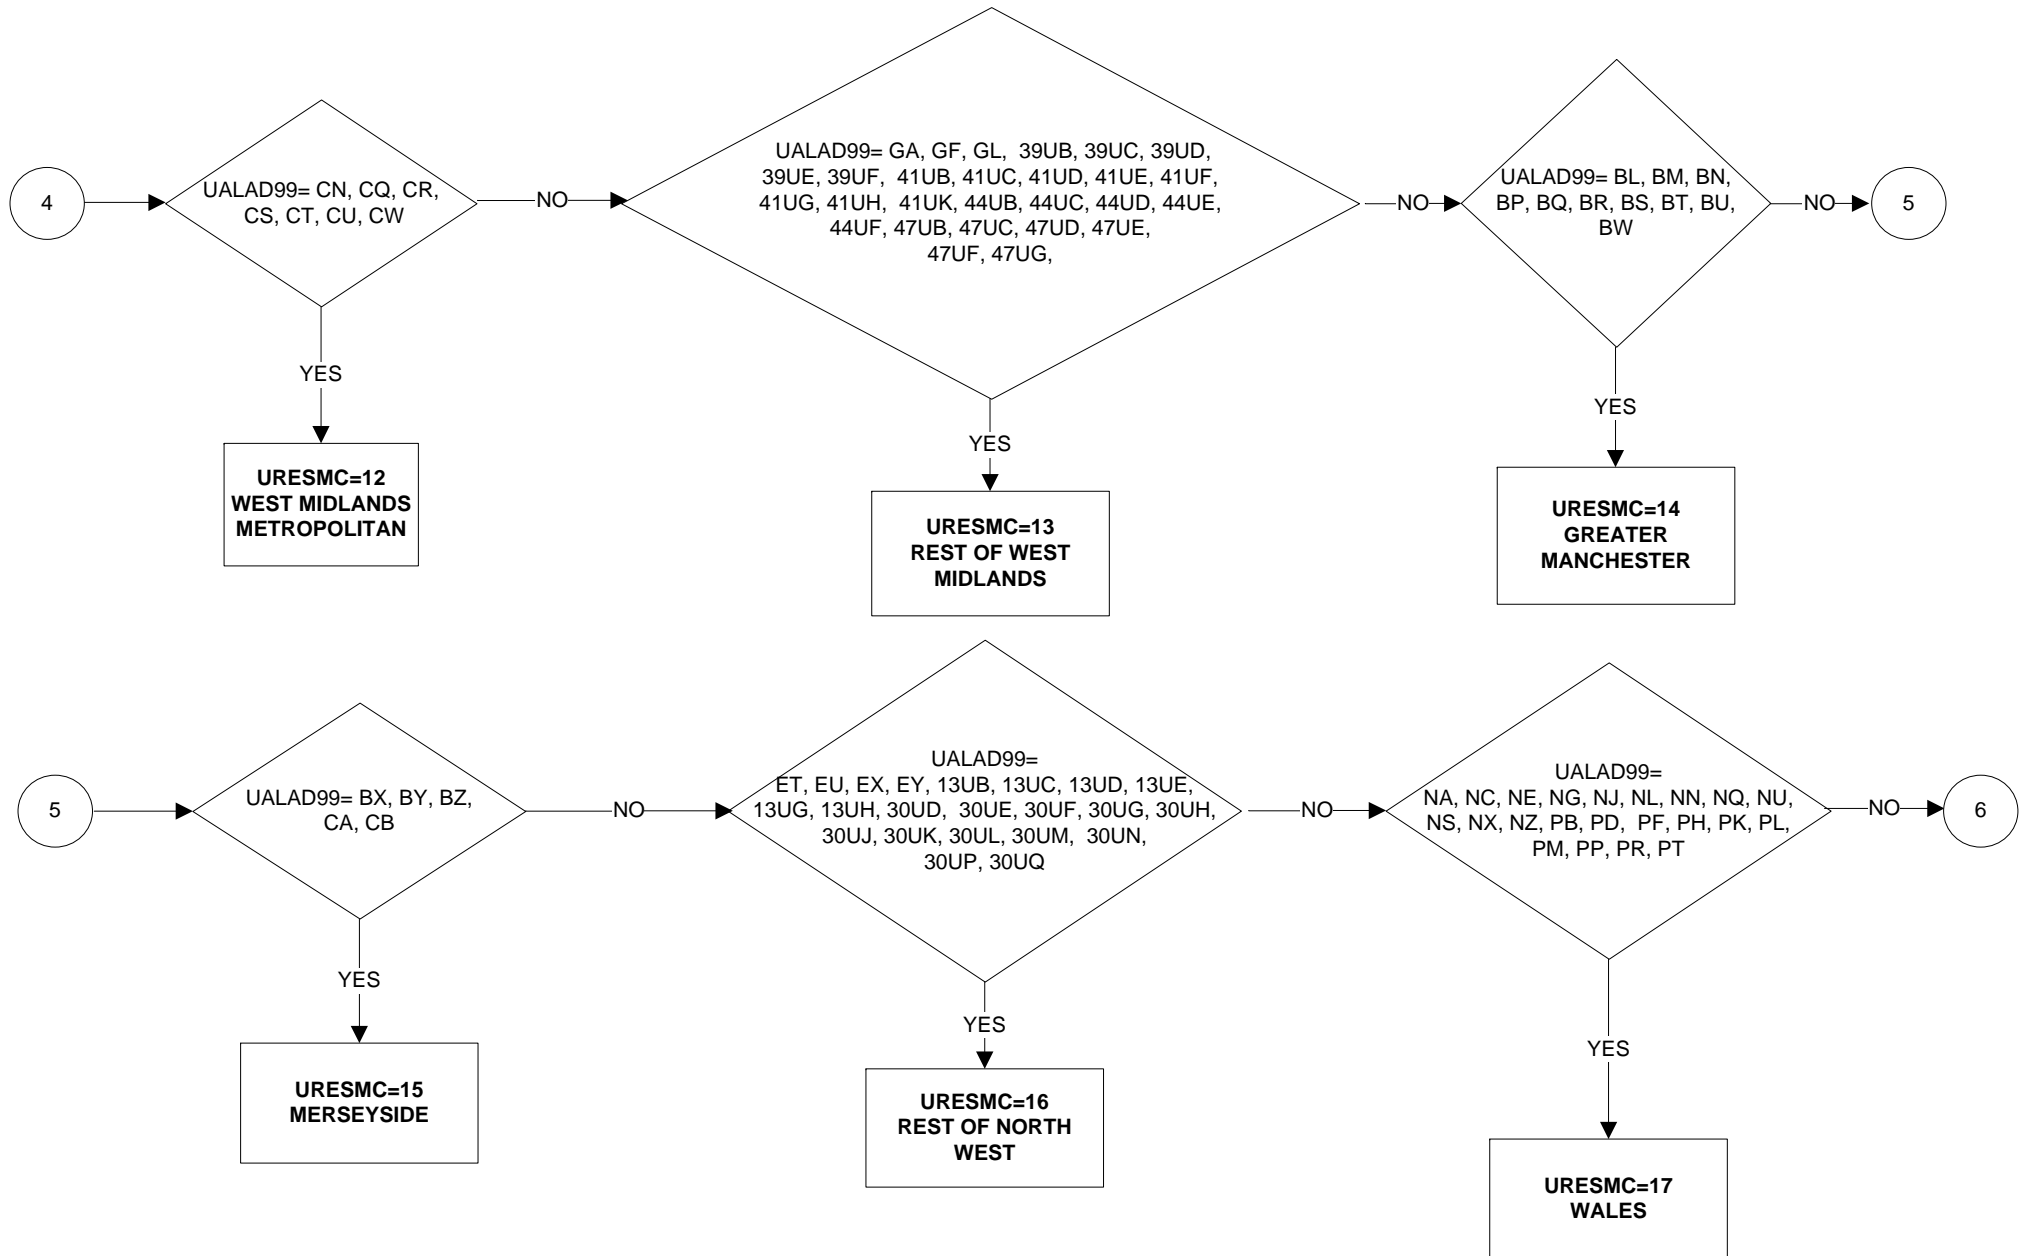 4
UALAD99= CN, CQ, CR,
CS, CT, CU, CW
NO
UALAD99= GA, GF, GL, 39UB, 39UC, 39UD,
39UE, 39UF, 41UB, 41UC, 41UD, 41UE, 41UF,
41UG, 41UH, 41UK, 44UB, 44UC, 44UD, 44UE,
44UF, 47UB, 47UC, 47UD, 47UE,
47UF, 47UG,
NO
UALAD99= BL, BM, BN,
BP, BQ, BR, BS, BT, BU,
BW
NO
5
YES
YES
YES
URESMC=12
WEST MIDLANDS
METROPOLITAN
URESMC=13
REST OF WEST
MIDLANDS
URESMC=14
GREATER
MANCHESTER
5
UALAD99= BX, BY, BZ,
CA, CB
NO
UALAD99=
ET, EU, EX, EY, 13UB, 13UC, 13UD, 13UE,
13UG, 13UH, 30UD, 30UE, 30UF, 30UG, 30UH,
30UJ, 30UK, 30UL, 30UM, 30UN,
30UP, 30UQ
NO
UALAD99=
NA, NC, NE, NG, NJ, NL, NN, NQ, NU,
NS, NX, NZ, PB, PD, PF, PH, PK, PL,
PM, PP, PR, PT
NO
6
YES
YES
YES
URESMC=15
MERSEYSIDE
URESMC=16
REST OF NORTH
WEST
URESMC=17
WALES